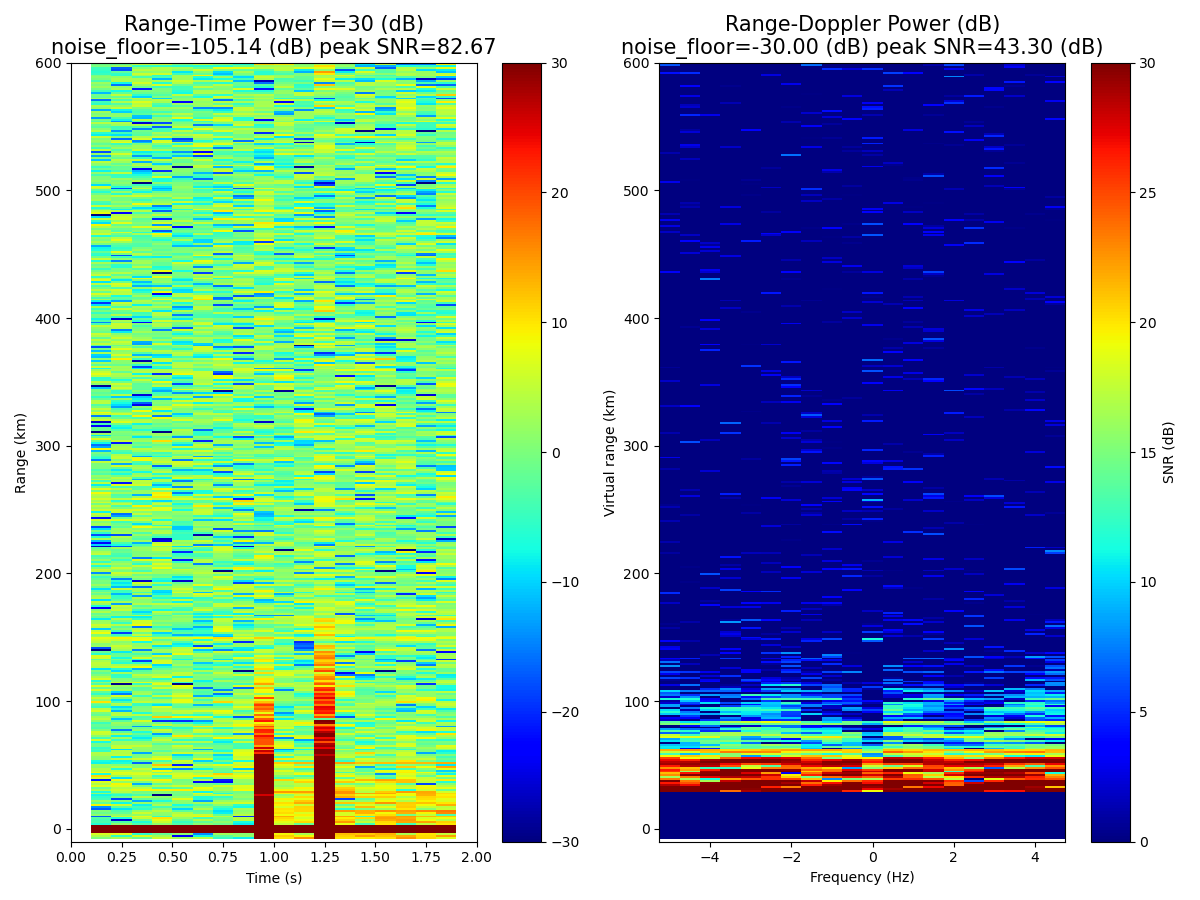 Range-Time Power f=30 (dB)
noise_floor=-105.14 (dB) peak SNR=82.67
600
500
400
300
200
100
0
Range (km)
0.00 0.25 0.50 0.75 1.00 1.25 1.50 1.75 2.00
Time (s)
30
20
10
0
−10
−20
−30
Range-Doppler Power (dB)
noise_floor=-30.00 (dB) peak SNR=43.30 (dB)
600
500
400
300
200
100
0
Virtual range (km)
−4 −2 0 2 4
Frequency (Hz)
30
25
20
15
10
5
0
SNR (dB)